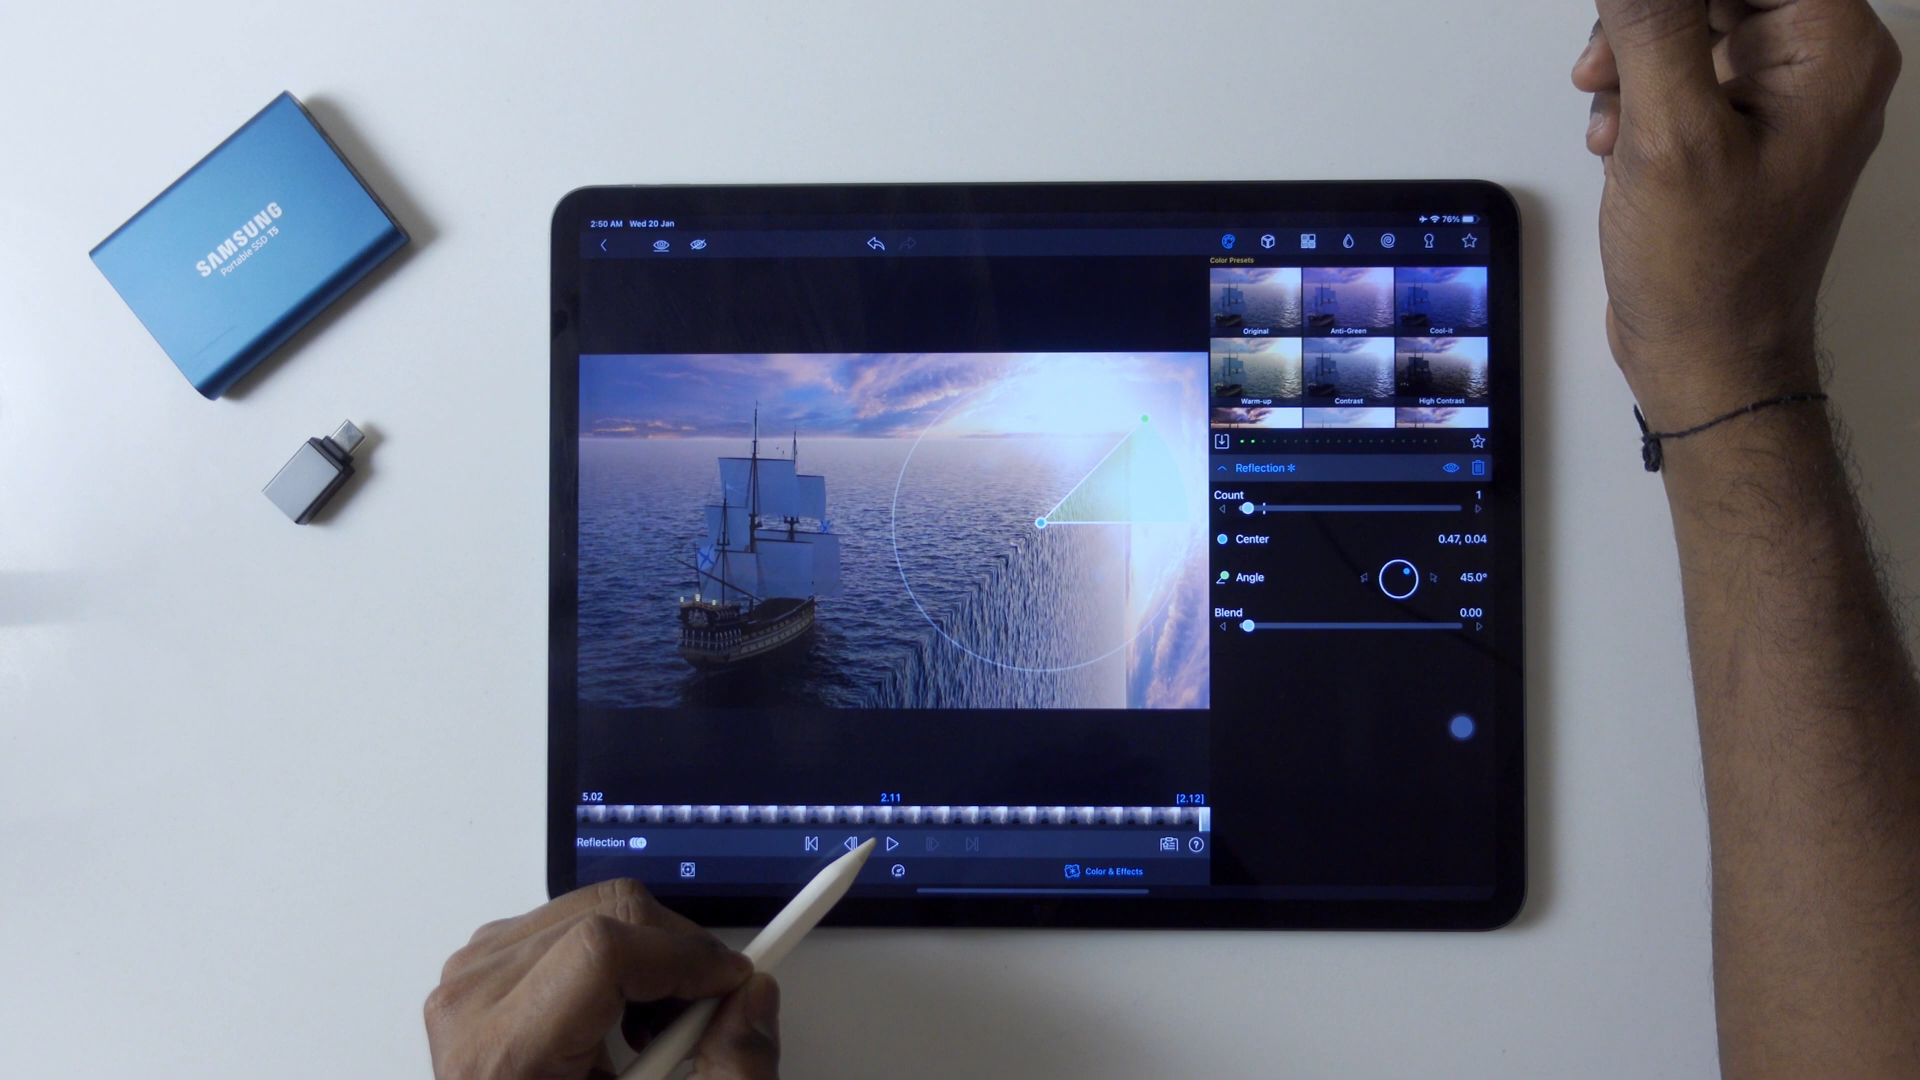 SAMSUNG
Portable SSD T5
2:50 AM Wed 20 Jan
76%
Color Presets
Original
Anti-Green
Cool-it
Warm-up
Contrast
High Contrast
Reflection
Count
1
Center
0.47, 0.04
Angle
45.0°
Blend
0.00
5.02
2.11
[2.12]
Reflection
Color & Effects